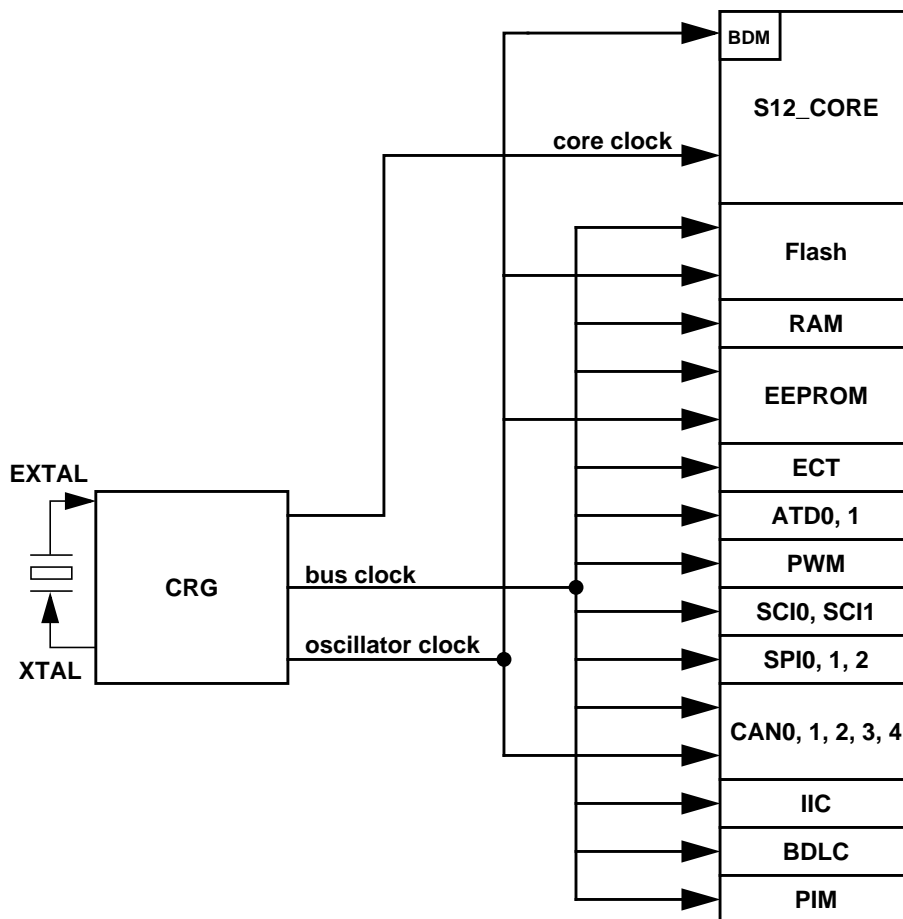 BDM
S12_CORE
core clock
Flash
RAM
EEPROM
EXTAL
ECT
ATD0, 1
CRG
bus clock
PWM
SCI0, SCI1
oscillator clock
XTAL
SPI0, 1, 2
CAN0, 1, 2, 3, 4
IIC
BDLC
PIM